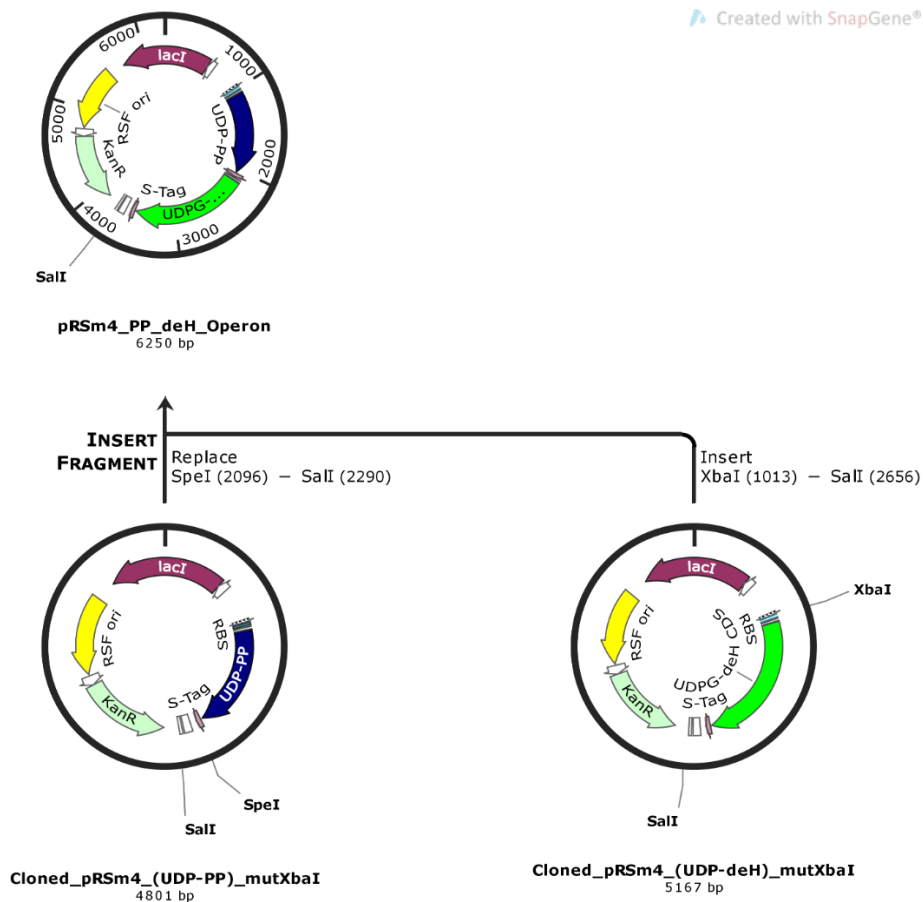 Created with SnapGene®
6000
lacI
1000
5000
RSF ori
UDP-PP
KanR
2000
S-Tag
UDPG-...
4000
3000
SalI
pRSm4_PP_deH_Operon
6250 bp
INSERT
FRAGMENT
Replace
SpeI (2096) – SalI (2290)
Insert
XbaI (1013) – SalI (2656)
lacI
RBS
RSF ori
UDP-PP
S-Tag
KanR
SpeI
SalI
Cloned_pRSm4_(UDP-PP)_mutXbaI
4801 bp
lacI
XbaI
RBS
RSF ori
UDPG-deH CDS
S-Tag
KanR
SalI
Cloned_pRSm4_(UDP-deH)_mutXbaI
5167 bp